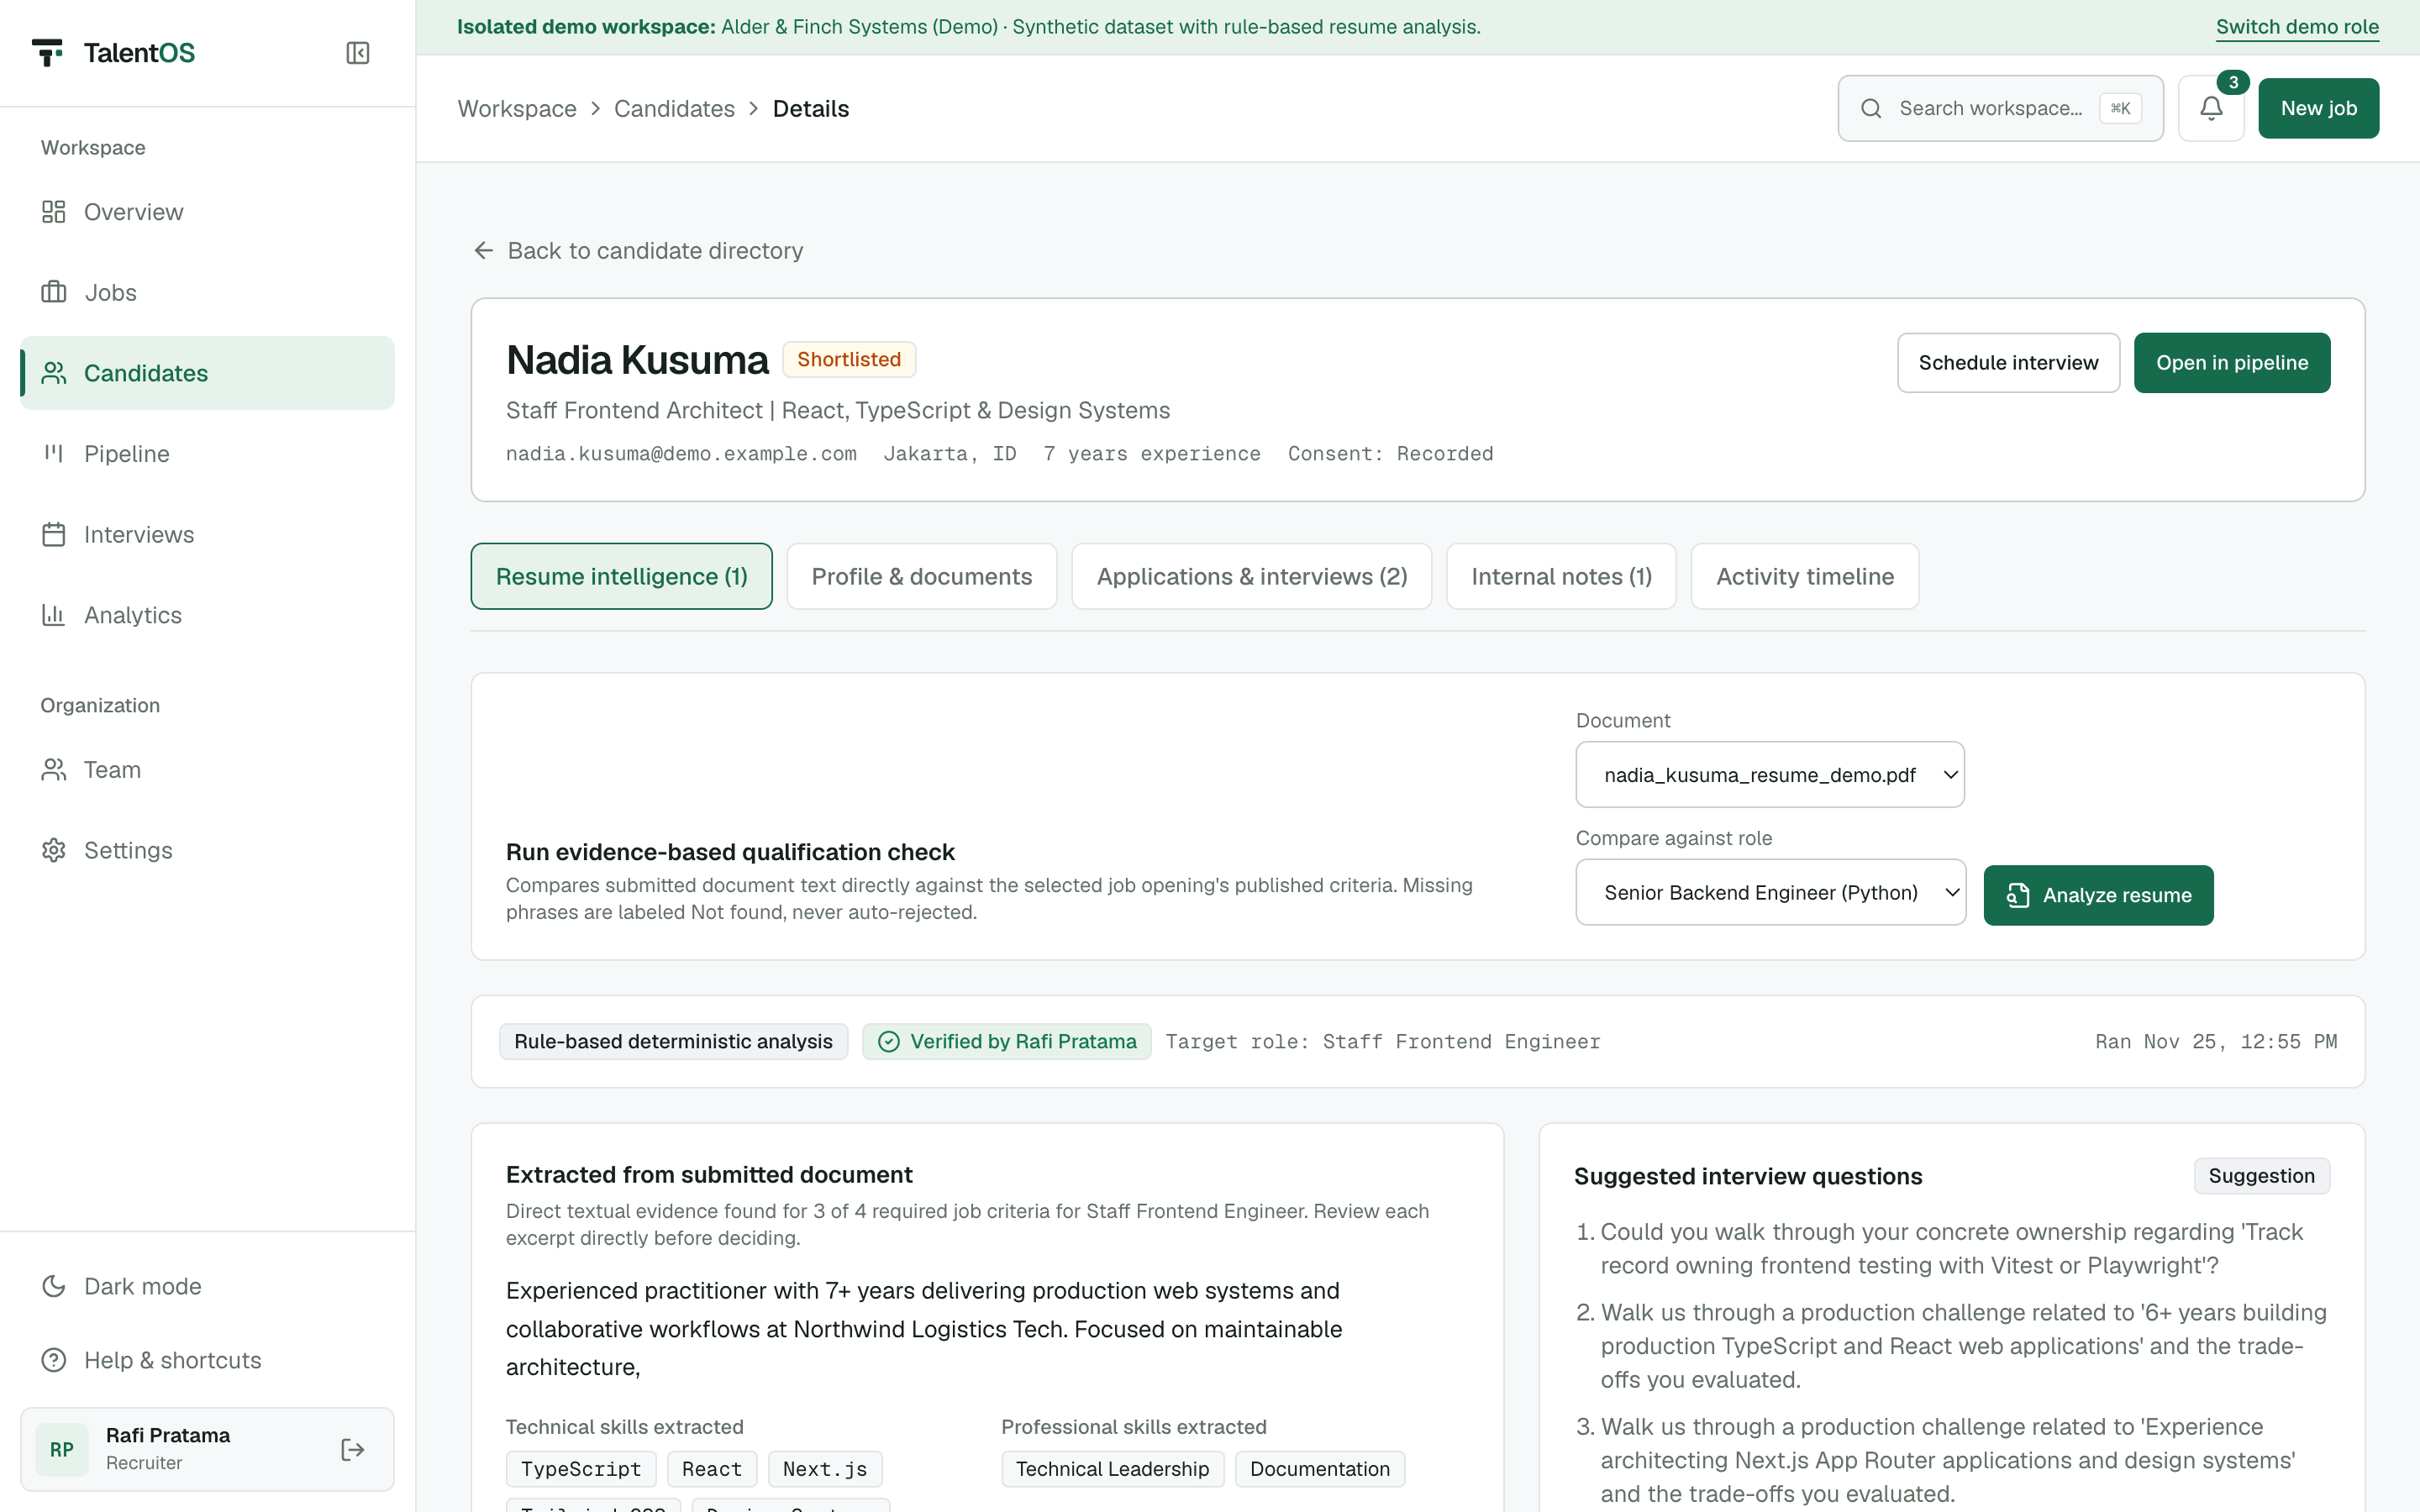 TalentOS
Workspace
Overview
Jobs
Candidates
Pipeline
Interviews
Analytics
Organization
Team
Settings
Dark mode
Help & shortcuts
RP
Rafi Pratama
Recruiter
Isolated demo workspace: Alder & Finch Systems (Demo) · Synthetic dataset with rule-based resume analysis.
Switch demo role
Workspace > Candidates > Details
Search workspace... ⌘K
3
New job
Back to candidate directory
Nadia Kusuma
Shortlisted
Staff Frontend Architect | React, TypeScript & Design Systems
nadia.kusuma@demo.example.com Jakarta, ID 7 years experience Consent: Recorded
Schedule interview
Open in pipeline
Resume intelligence (1)
Profile & documents
Applications & interviews (2)
Internal notes (1)
Activity timeline
Run evidence-based qualification check
Compares submitted document text directly against the selected job opening's published criteria. Missing
phrases are labeled Not found, never auto-rejected.
Document
nadia_kusuma_resume_demo.pdf
Compare against role
Senior Backend Engineer (Python)
Analyze resume
Rule-based deterministic analysis
Verified by Rafi Pratama
Target role: Staff Frontend Engineer
Ran Nov 25, 12:55 PM
Extracted from submitted document
Direct textual evidence found for 3 of 4 required job criteria for Staff Frontend Engineer. Review each
excerpt directly before deciding.
Experienced practitioner with 7+ years delivering production web systems and
collaborative workflows at Northwind Logistics Tech. Focused on maintainable
architecture,
Technical skills extracted
TypeScript
React
Next.js
Professional skills extracted
Technical Leadership
Documentation
Suggested interview questions
Suggestion
1. Could you walk through your concrete ownership regarding 'Track
record owning frontend testing with Vitest or Playwright'?
2. Walk us through a production challenge related to '6+ years building
production TypeScript and React web applications' and the trade-
offs you evaluated.
3. Walk us through a production challenge related to 'Experience
architecting Next.js App Router applications and design systems'
and the trade-offs you evaluated.